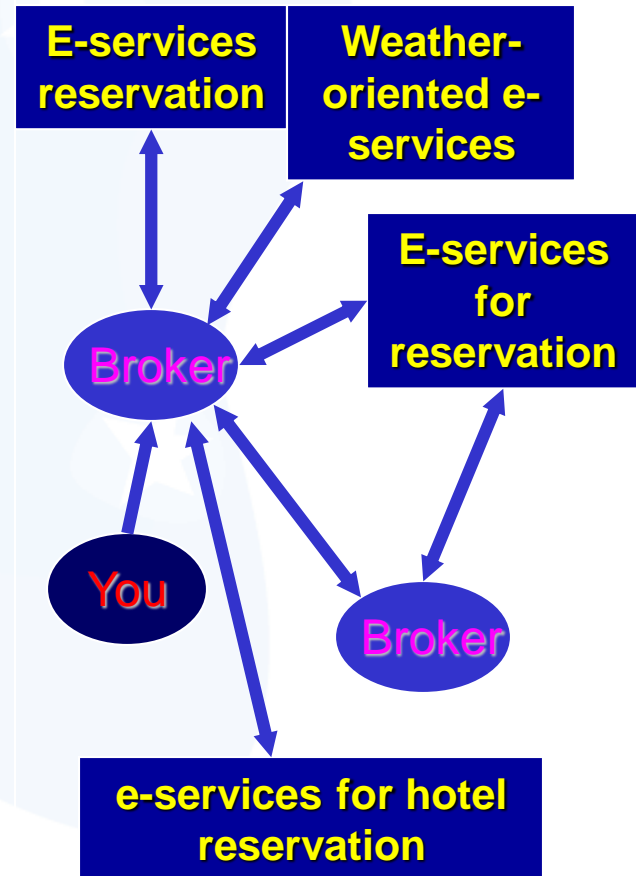 E-services
reservation
Weather-
oriented e-
services
E-services
for
reservation
Broker
You
Broker
e-services for hotel
reservation